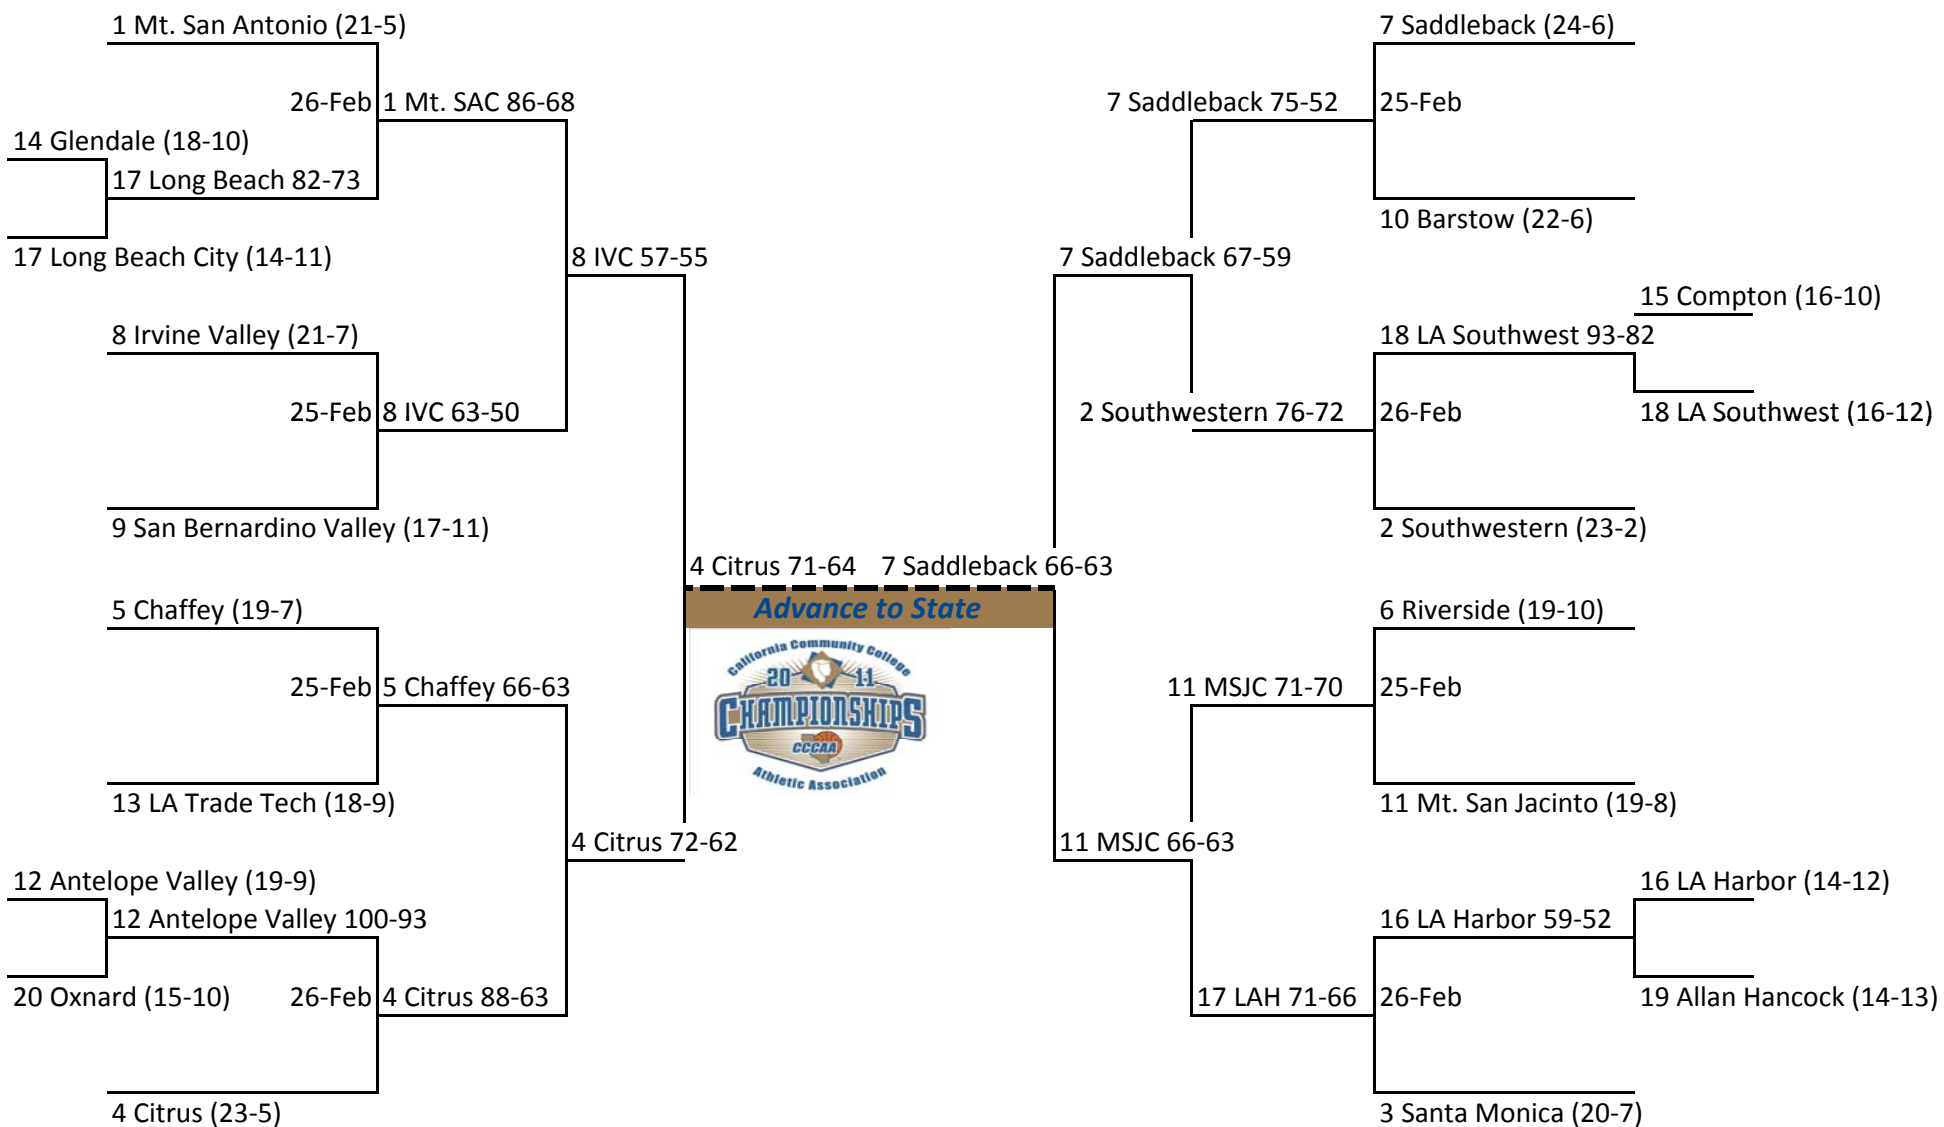 1 Mt. San Antonio (21-5)
26-Feb
1 Mt. SAC 86-68
14 Glendale (18-10)
17 Long Beach 82-73
17 Long Beach City (14-11)
8 IVC 57-55
8 Irvine Valley (21-7)
25-Feb
8 IVC 63-50
9 San Bernardino Valley (17-11)
4 Citrus 71-64
5 Chaffey (19-7)
25-Feb
5 Chaffey 66-63
13 LA Trade Tech (18-9)
4 Citrus 72-62
12 Antelope Valley (19-9)
12 Antelope Valley 100-93
20 Oxnard (15-10)
26-Feb
4 Citrus 88-63
4 Citrus (23-5)
Advance to State
California Community College
20 11
CHAMPIONSHIPS
CCCAA
Athletic Association
7 Saddleback (24-6)
7 Saddleback 75-52
25-Feb
10 Barstow (22-6)
7 Saddleback 67-59
15 Compton (16-10)
18 LA Southwest 93-82
2 Southwestern 76-72
26-Feb
18 LA Southwest (16-12)
2 Southwestern (23-2)
7 Saddleback 66-63
6 Riverside (19-10)
11 MSJC 71-70
25-Feb
11 Mt. San Jacinto (19-8)
11 MSJC 66-63
16 LA Harbor (14-12)
16 LA Harbor 59-52
17 LAH 71-66
26-Feb
19 Allan Hancock (14-13)
3 Santa Monica (20-7)